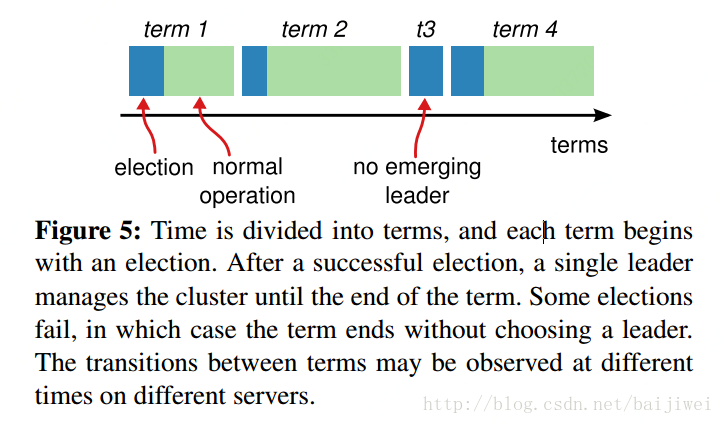 term 1 term 2 t3 term 4
terms
election normal operation no emerging leader
Figure 5: Time is divided into terms, and each term begins
with an election. After a successful election, a single leader
manages the cluster until the end of the term. Some elections
fail, in which case the term ends without choosing a leader.
The transitions between terms may be observed at different
times on different servers.
http://blog.csdn.net/baijiwei